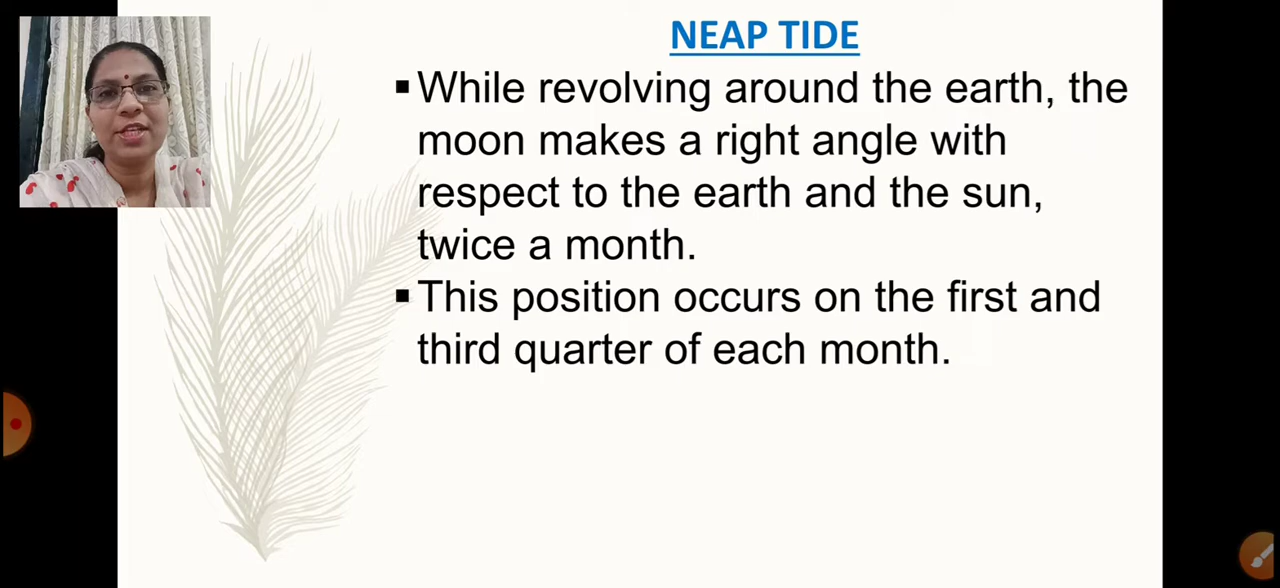 NEAP TIDE
▪While revolving around the earth, the
moon makes a right angle with
respect to the earth and the sun,
twice a month.
▪This position occurs on the first and
third quarter of each month.